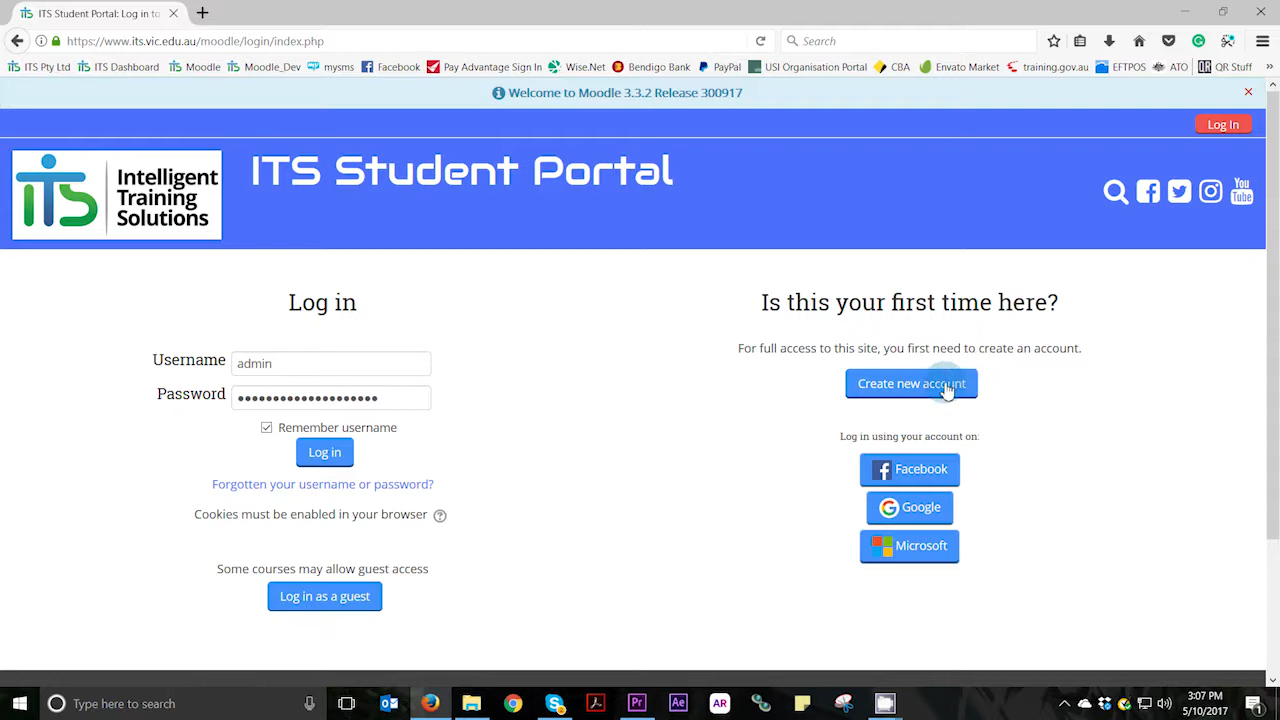 ITS Student Portal: Log in to
https://www.its.vic.edu.au/moodle/login/index.php
Search
ITS Pty Ltd
ITS Dashboard
Moodle
Moodle_Dev
mysms
Facebook
Pay Advantage Sign In
Wise.Net
Bendigo Bank
PayPal
USI Organisation Portal
CBA
Envato Market
training.gov.au
EFTPOS
ATO
QR Stuff
Welcome to Moodle 3.3.2 Release 300917
Log In
ITS
Intelligent
Training
Solutions
ITS Student Portal
You
Tube
Log in
Username
admin
Password
Remember username
Log in
Forgotten your username or password?
Cookies must be enabled in your browser
Some courses may allow guest access
Log in as a guest
Is this your first time here?
For full access to this site, you first need to create an account.
Create new account
Log in using your account on:
Facebook
Google
Microsoft
Type here to search
Pr
Ae
AR
3:07 PM
5/10/2017